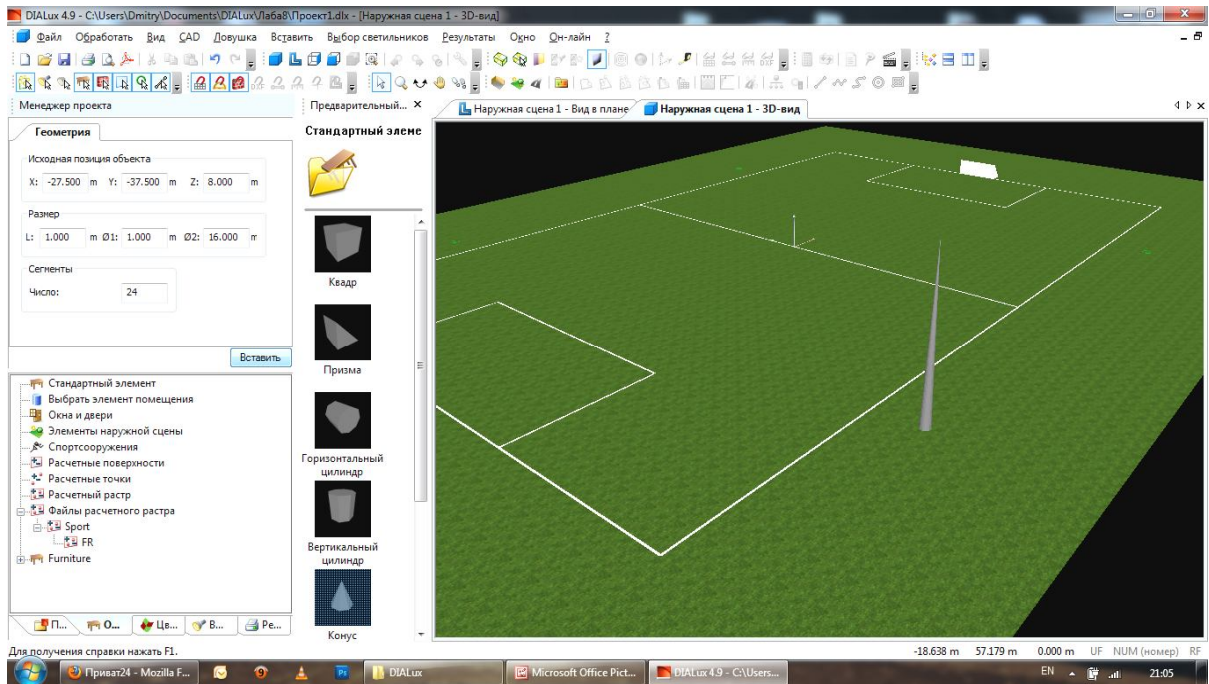 DIALux 4.9 - C:\Users\Dmitry\Documents\DIALux\Лаба8\Проект1.dlx - [Наружная сцена 1 - 3D-вид]
Файл Обработать Вид CAD Ловушка Вставить Выбор светильников Результаты Окно Он-лайн ?
Менеджер проекта
Геометрия
Исходная позиция объекта
X: -27.500 m Y: -37.500 m Z: 8.000 m
Размер
L: 1.000 m Ø1: 1.000 m Ø2: 16.000 m
Сегменты
Число: 24
Вставить
Стандартный элемент
Выбрать элемент помещения
Окна и двери
Элементы наружной сцены
Спортсооружения
Расчетные поверхности
Расчетные точки
Расчетный растр
Файлы расчетного растра
Sport
FR
Furniture
П... О... Цв... В... Ре...
Предварительный...
Стандартный элеме
Квадр
Призма
Горизонтальный
цилиндр
Вертикальный
цилиндр
Конус
Наружная сцена 1 - Вид в плане Наружная сцена 1 - 3D-вид
Для получения справки нажать F1.
-18.638 m 57.179 m 0.000 m UF NUM (номер) RF
Приват24 - Mozilla F... DIALux Microsoft Office Pict... DIALux 4.9 - C:\Users... EN 21:05